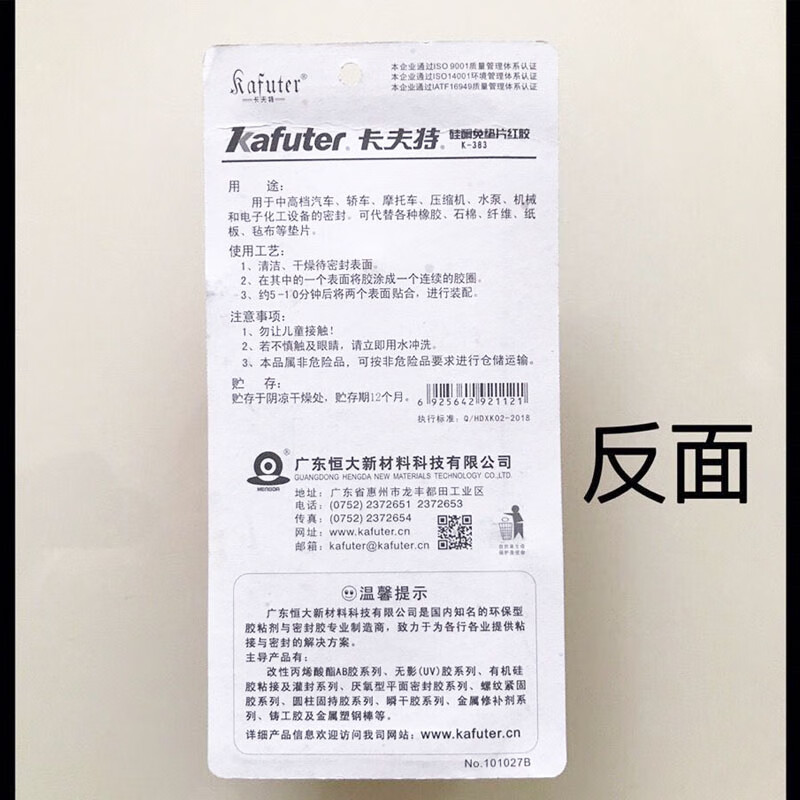 Kafuter®
卡夫特
本企业通过ISO 9001质量管理体系认证
本企业通过ISO14001环境管理体系认证
本企业通过IATF16949质量管理体系认证
Kafuter® 卡夫特® 硅酮免垫片红胶
K-383
用 途:
用于中高档汽车、轿车、摩托车、压缩机、水泵、机械
和电子化工设备的密封。可代替各种橡胶、石棉、纤维、纸
板、毡布等垫片。
使用工艺:
1、清洁、干燥待密封表面。
2、在其中的一个表面将胶涂成一个连续的胶圈。
3、约5-10分钟后将两个表面贴合,进行装配。
注意事项:
1、勿让儿童接触!
2、若不慎触及眼睛,请立即用水冲洗。
3、本品属非危险品,可按非危险品要求进行仓储运输。
贮 存:
贮存于阴凉干燥处,贮存期12个月。
6 925642 921121
执行标准: Q/HDXK02-2018
HENGDA
®
广东恒大新材料科技有限公司
GUANGDONG HENGDA NEW MATERIALS TECHNOLOGY CO.,LTD.
地址: 广东省惠州市龙丰都田工业区
电话: (0752) 2372651 2372653
传真: (0752) 2372654
网址: www.kafuter.cn
邮箱: kafuter@kafuter.cn
反面
温馨提示
广东恒大新材料科技有限公司是国内知名的环保型
胶粘剂与密封胶专业制造商,致力于为各行各业提供粘
接与密封的解决方案。
主导产品有:
改性丙烯酸酯AB胶系列、无影(UV)胶系列、有机硅
胶粘接及灌封系列、厌氧型平面密封胶系列、螺纹紧固
胶系列、圆柱固持胶系列、瞬干胶系列、金属修补剂系
列、铸工胶及金属塑钢棒等。
详细产品信息欢迎访问我司网站: www.kafuter.cn
No.101027B